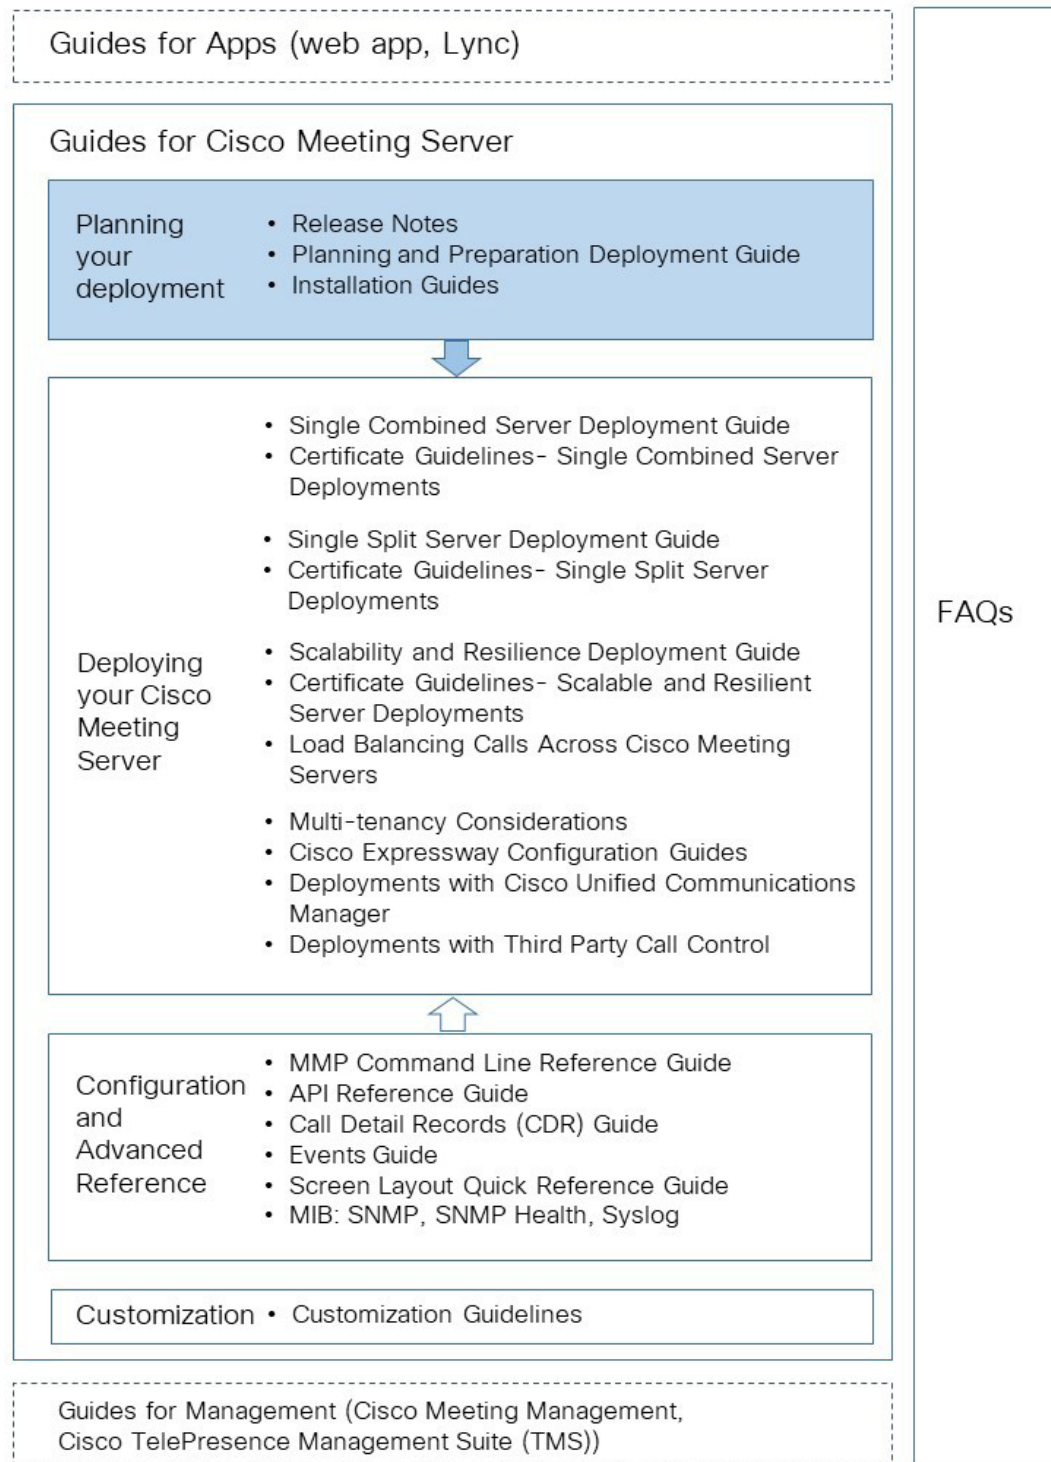 Guides for Apps (web app, Lync)
Guides for Cisco Meeting Server
Planning
your
deployment
• Release Notes
• Planning and Preparation Deployment Guide
• Installation Guides
Deploying
your Cisco
Meeting
Server
• Single Combined Server Deployment Guide
• Certificate Guidelines- Single Combined Server
Deployments
• Single Split Server Deployment Guide
• Certificate Guidelines- Single Split Server
Deployments
• Scalability and Resilience Deployment Guide
• Certificate Guidelines- Scalable and Resilient
Server Deployments
• Load Balancing Calls Across Cisco Meeting
Servers
• Multi-tenancy Considerations
• Cisco Expressway Configuration Guides
• Deployments with Cisco Unified Communications
Manager
• Deployments with Third Party Call Control
Configuration
and
Advanced
Reference
• MMP Command Line Reference Guide
• API Reference Guide
• Call Detail Records (CDR) Guide
• Events Guide
• Screen Layout Quick Reference Guide
• MIB: SNMP, SNMP Health, Syslog
Customization • Customization Guidelines
Guides for Management (Cisco Meeting Management,
Cisco TelePresence Management Suite (TMS))
FAQs